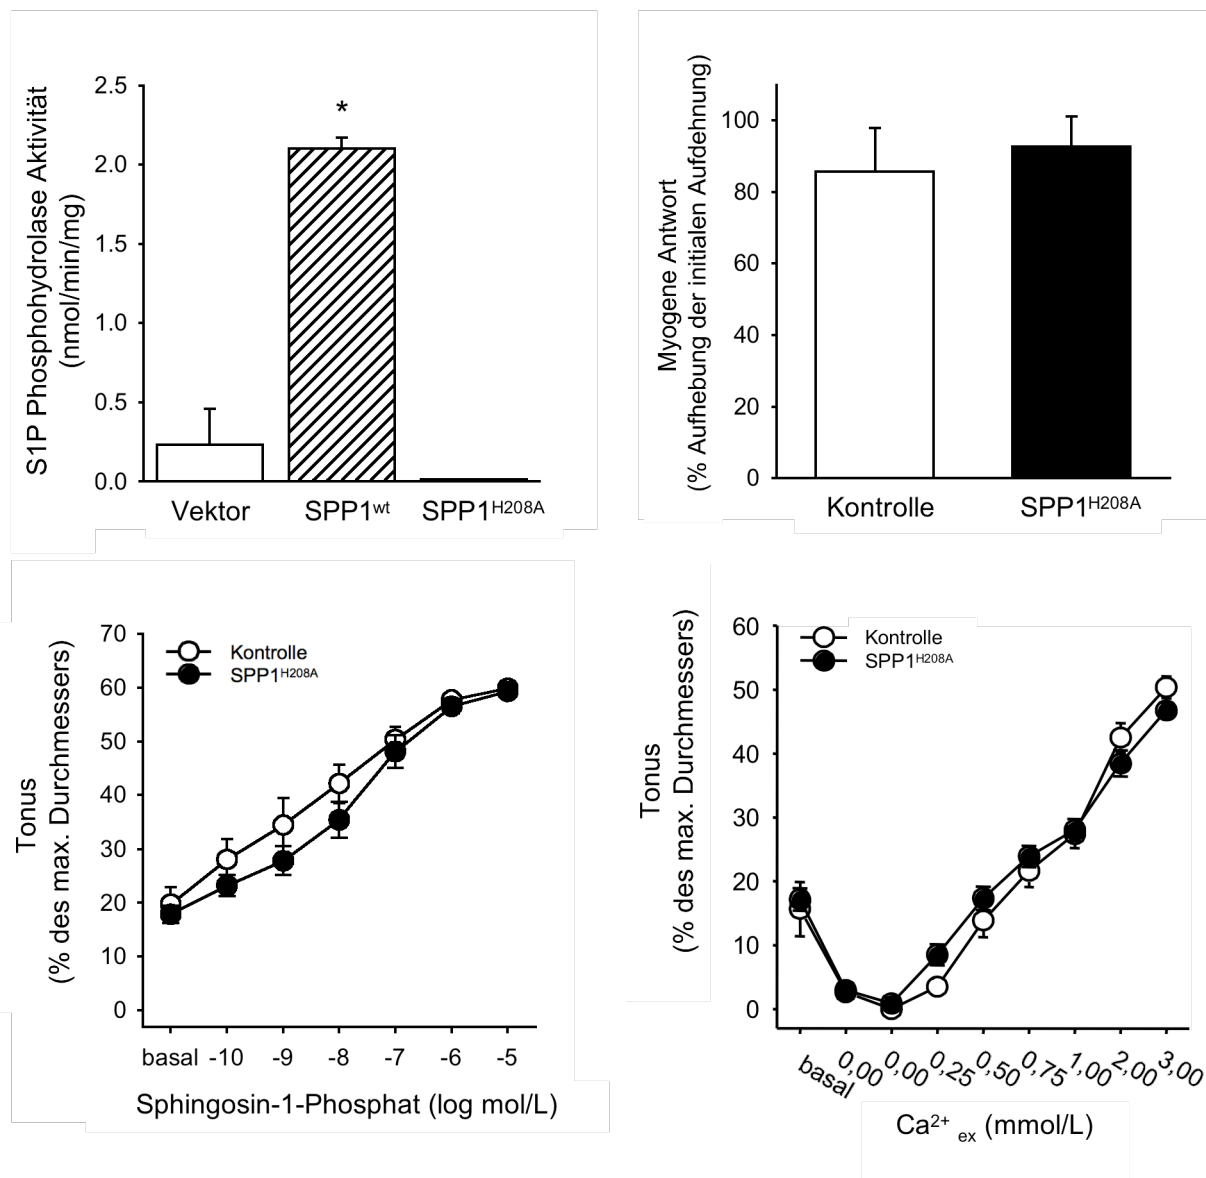 S1P Phosphohydrolase Aktivität
(nmol/min/mg)
2.5
2.0
1.5
1.0
0.5
0.0
*
Vektor SPP1wt SPP1H208A
Myogene Antwort
(% Aufhebung der initialen Aufdehnung)
100
80
60
40
20
0
Kontrolle SPP1H208A
Tonus
(% des max. Durchmessers)
70
60
50
40
30
20
10
0
Kontrolle
SPP1H208A
basal -10 -9 -8 -7 -6 -5
Sphingosin-1-Phosphat (log mol/L)
Tonus
(% des max. Durchmessers)
60
50
40
30
20
10
0
Kontrolle
SPP1H208A
basal 0,00 0,00 0,25 0,50 0,75 1,00 2,00 3,00
Ca2+ ex (mmol/L)